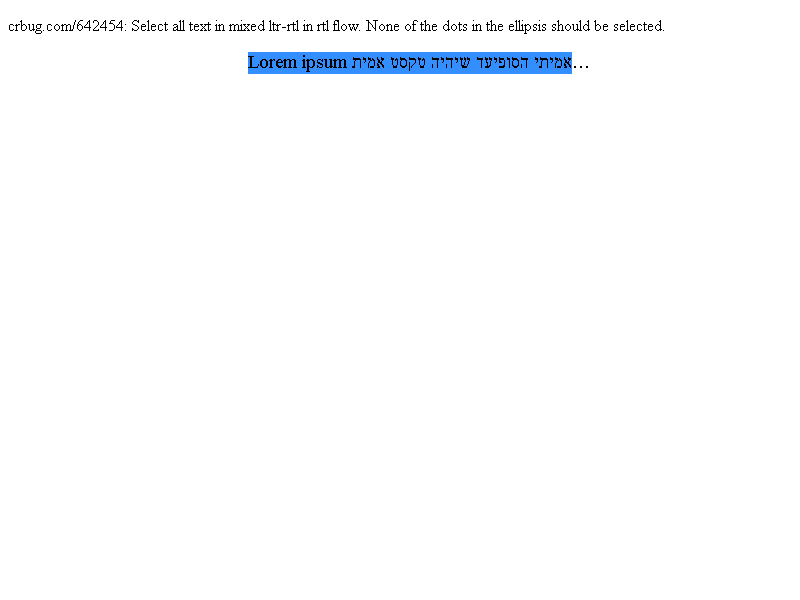 crbug.com/642454: Select all text in mixed ltr-rtl in rtl flow. None of the dots in the ellipsis should be selected.
Lorem ipsum אמיתי הסופיעד שיהיה טקסט אמית…